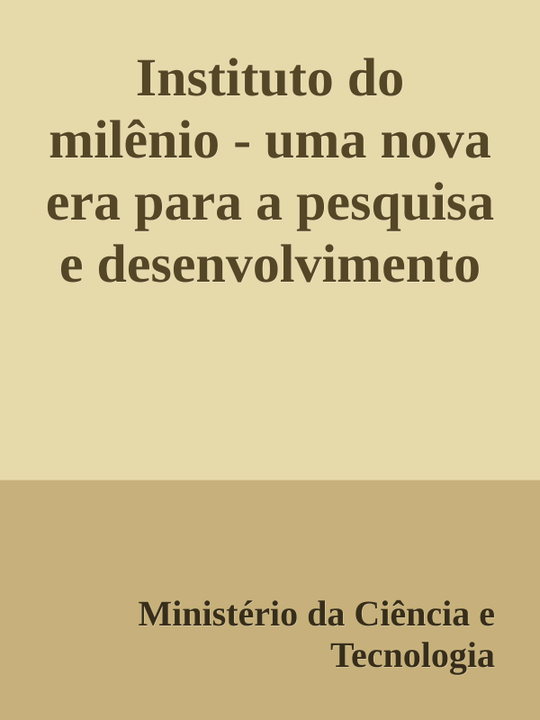 Instituto do
milênio - uma nova
era para a pesquisa
e desenvolvimento
Ministério da Ciência e
Tecnologia